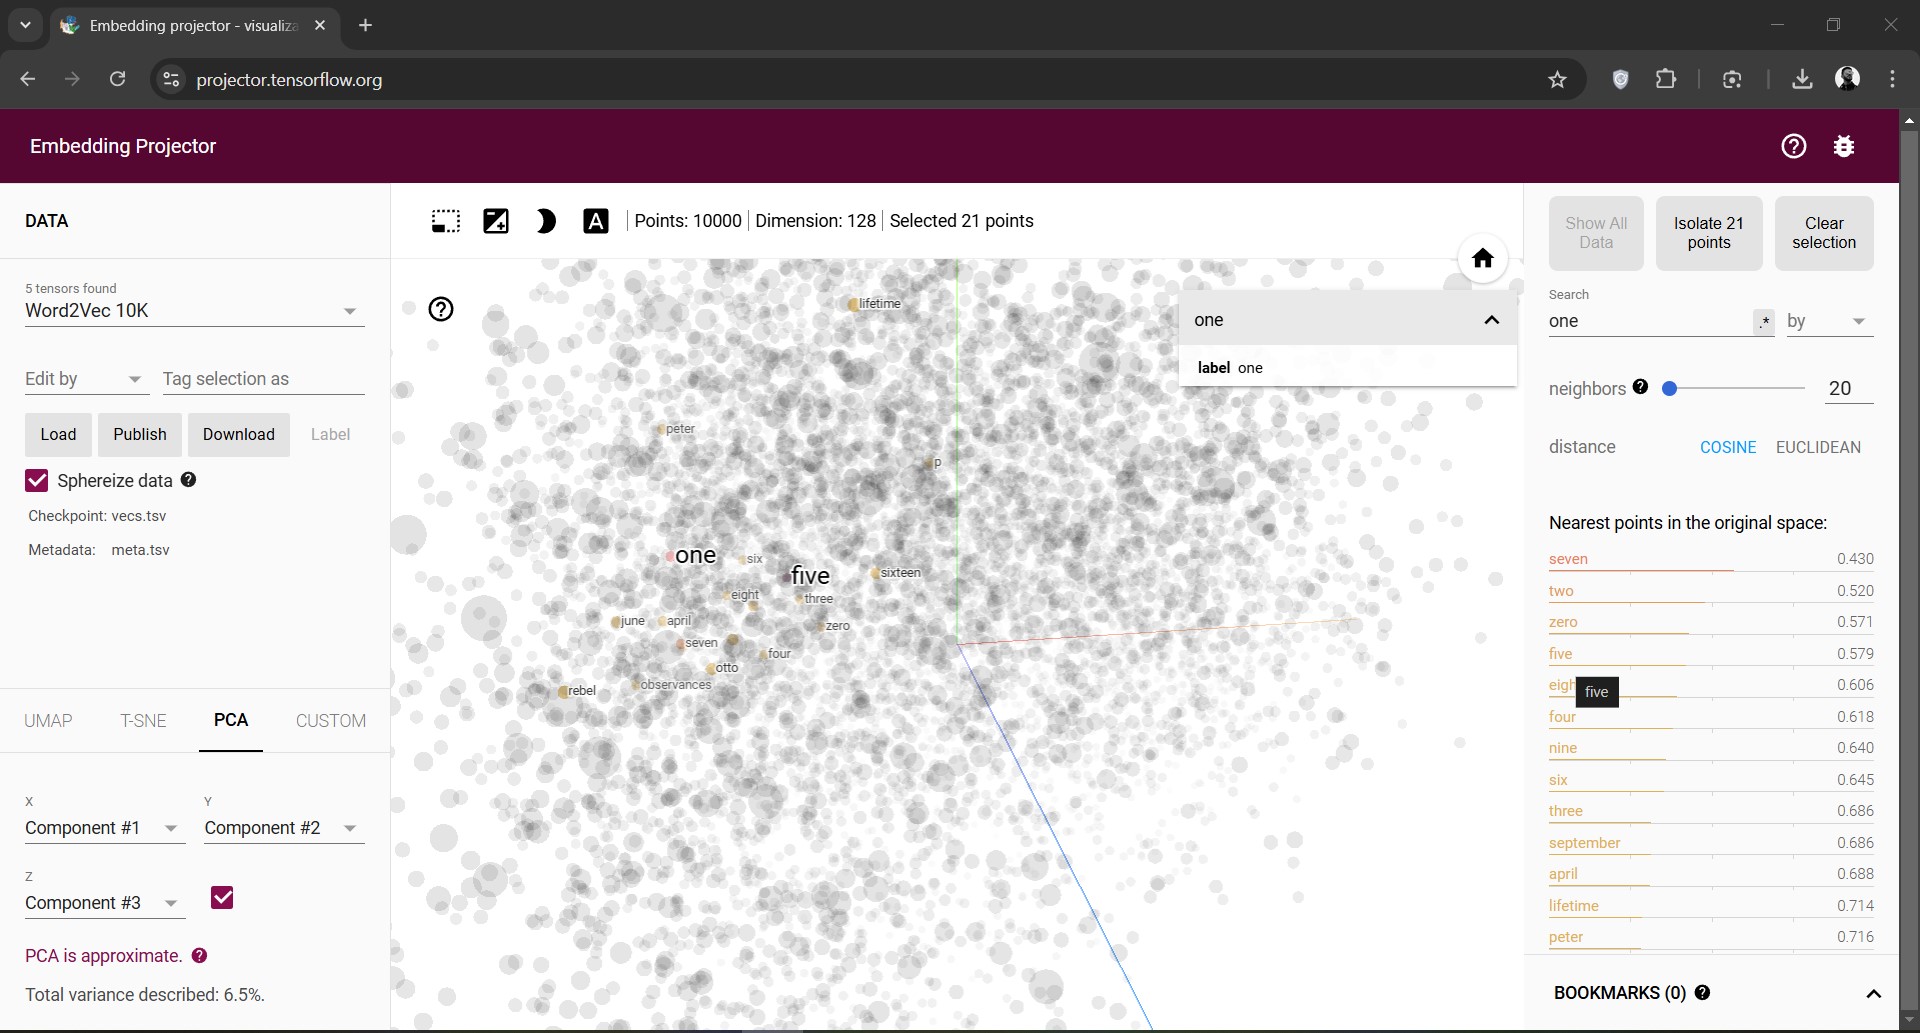 Embedding projector - visualiza
projector.tensorflow.org
Embedding Projector
DATA
5 tensors found
Word2Vec 10K
Edit by
Tag selection as
Load
Publish
Download
Label
Sphereize data
Checkpoint: vecs.tsv
Metadata: meta.tsv
UMAP
T-SNE
PCA
CUSTOM
X
Component #1
Y
Component #2
Z
Component #3
PCA is approximate.
Total variance described: 6.5%.
A
Points: 10000 | Dimension: 128 | Selected 21 points
lifetime
peter
p
one
six
five
sixteen
eight
three
june
april
zero
seven
four
otto
observances
rebel
one
label one
Show All
Data
Isolate 21
points
Clear
selection
Search
one
.*
by
neighbors
20
distance
COSINE
EUCLIDEAN
Nearest points in the original space:
seven 0.430
two 0.520
zero 0.571
five 0.579
eigh 0.606
five
four 0.618
nine 0.640
six 0.645
three 0.686
september 0.686
april 0.688
lifetime 0.714
peter 0.716
BOOKMARKS (0)